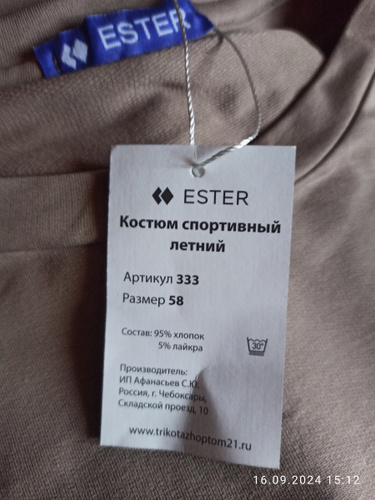 ESTER
ESTER
Костюм спортивный
летний
Артикул 333
Размер 58
Состав: 95% хлопок
5% лайкра
30°
Производитель:
ИП Афанасьев С.Ю.
Россия, г. Чебоксары,
Складской проезд, 10
www.trikotazhoptom21.ru
16.09.2024 15:12